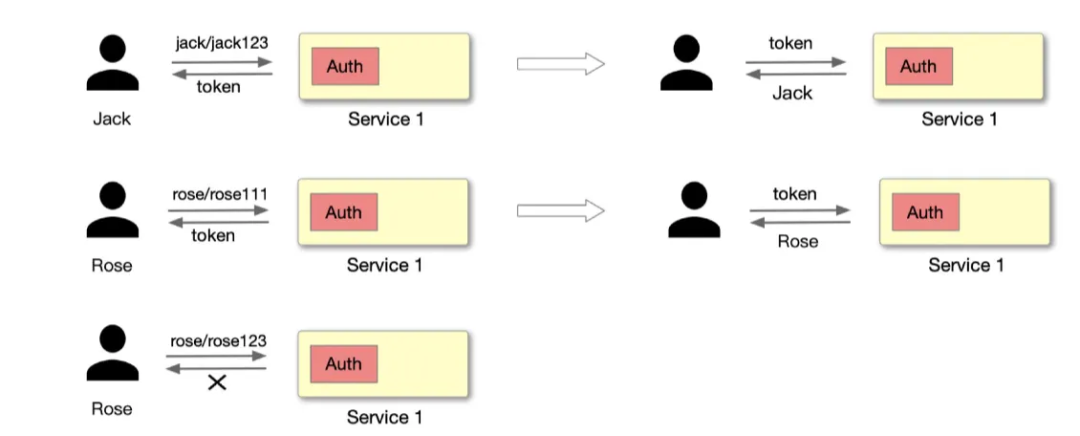 jack/jack123
Auth
token
Jack
Service 1
token
Auth
Jack
Service 1
rose/rose111
Auth
token
Rose
Service 1
token
Auth
Rose
Service 1
rose/rose123
Auth
Rose
Service 1